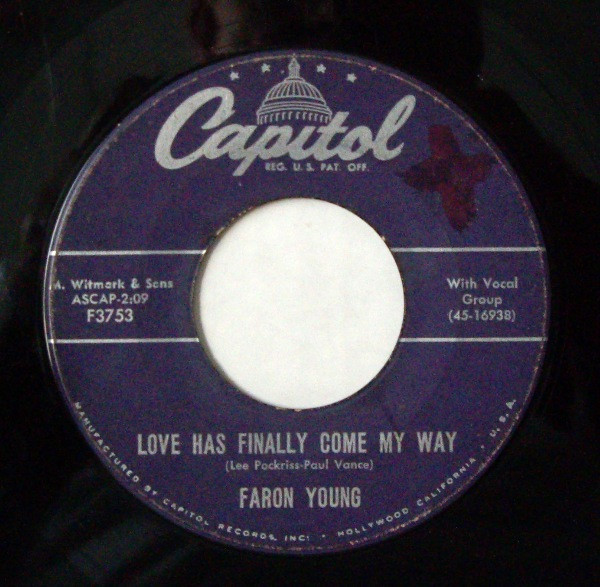 Capitol
REG. U.S. PAT. OFF.
M. Witmark & Sons
ASCAP-2:09
F3753
With Vocal
Group
(45-16938)
LOVE HAS FINALLY COME MY WAY
(Lee Pockriss-Paul Vance)
FARON YOUNG
MANUFACTURED BY CAPITOL RECORDS, INC. • HOLLYWOOD CALIFORNIA • U.S.A.